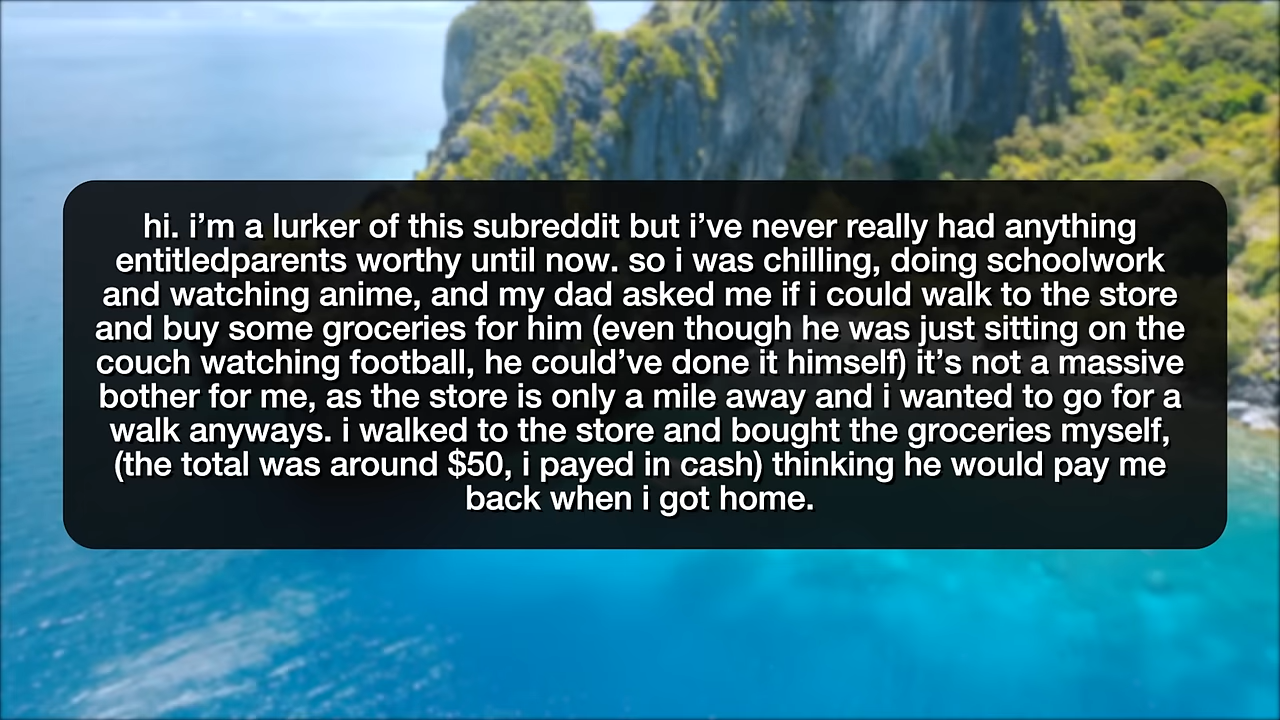 hi. i’m a lurker of this subreddit but i’ve never really had anything
entitledparents worthy until now. so i was chilling, doing schoolwork
and watching anime, and my dad asked me if i could walk to the store
and buy some groceries for him (even though he was just sitting on the
couch watching football, he could’ve done it himself) it’s not a massive
bother for me, as the store is only a mile away and i wanted to go for a
walk anyways. i walked to the store and bought the groceries myself,
(the total was around $50, i payed in cash) thinking he would pay me
back when i got home.